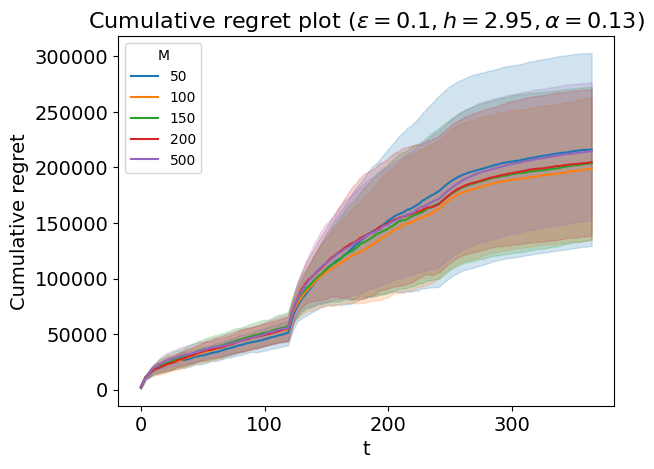 Cumulative regret plot (ε = 0.1, h = 2.95, α = 0.13)
300000
250000
200000
150000
100000
50000
0
Cumulative regret
M
50
100
150
200
500
0 100 200 300
t